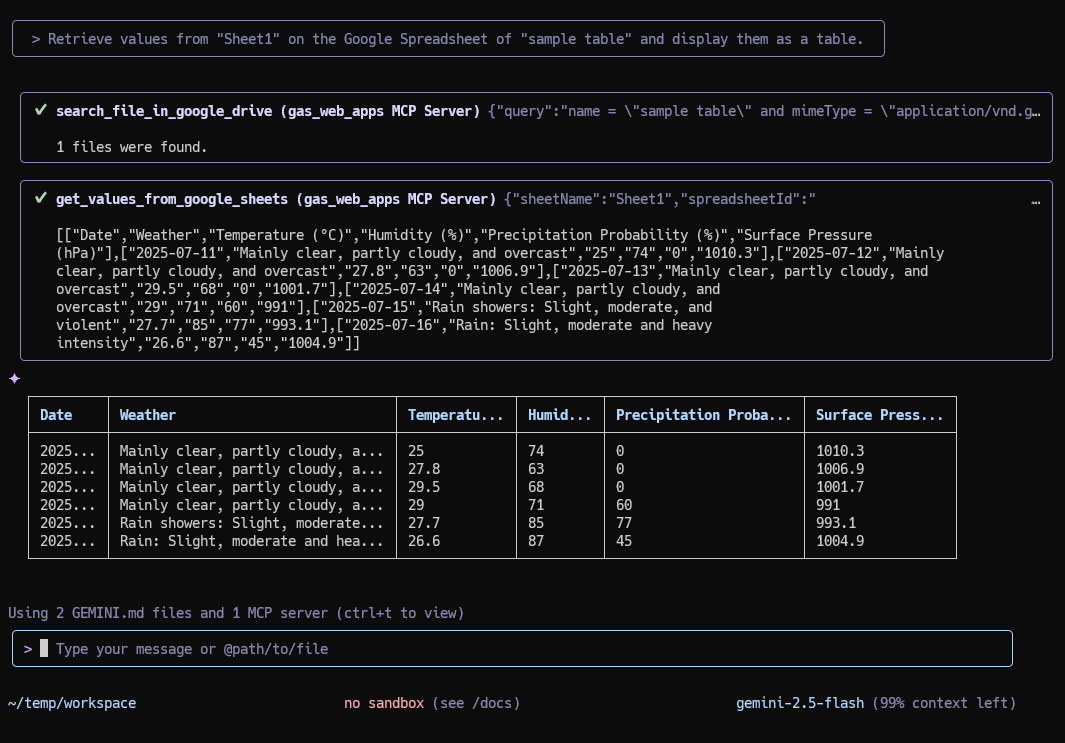 > Retrieve values from "Sheet1" on the Google Spreadsheet of "sample table" and display them as a table.
✔ search_file_in_google_drive (gas_web_apps MCP Server) {"query":"name = \"sample table\" and mimeType = \"application/vnd.g…
1 files were found.
✔ get_values_from_google_sheets (gas_web_apps MCP Server) {"sheetName":"Sheet1","spreadsheetId":" …
[["Date","Weather","Temperature (°C)","Humidity (%)","Precipitation Probability (%)","Surface Pressure
(hPa)"],["2025-07-11","Mainly clear, partly cloudy, and overcast","25","74","0","1010.3"],["2025-07-12","Mainly
clear, partly cloudy, and overcast","27.8","63","0","1006.9"],["2025-07-13","Mainly clear, partly cloudy, and
overcast","29.5","68","0","1001.7"],["2025-07-14","Mainly clear, partly cloudy, and
overcast","29","71","60","991"],["2025-07-15","Rain showers: Slight, moderate, and
violent","27.7","85","77","993.1"],["2025-07-16","Rain: Slight, moderate and heavy
intensity","26.6","87","45","1004.9"]]
✦
Date Weather Temperatu... Humid... Precipitation Proba... Surface Press...
2025... Mainly clear, partly cloudy, a... 25 74 0 1010.3
2025... Mainly clear, partly cloudy, a... 27.8 63 0 1006.9
2025... Mainly clear, partly cloudy, a... 29.5 68 0 1001.7
2025... Mainly clear, partly cloudy, a... 29 71 60 991
2025... Rain showers: Slight, moderate... 27.7 85 77 993.1
2025... Rain: Slight, moderate and hea... 26.6 87 45 1004.9
Using 2 GEMINI.md files and 1 MCP server (ctrl+t to view)
> Type your message or @path/to/file
~/temp/workspace no sandbox (see /docs) gemini-2.5-flash (99% context left)